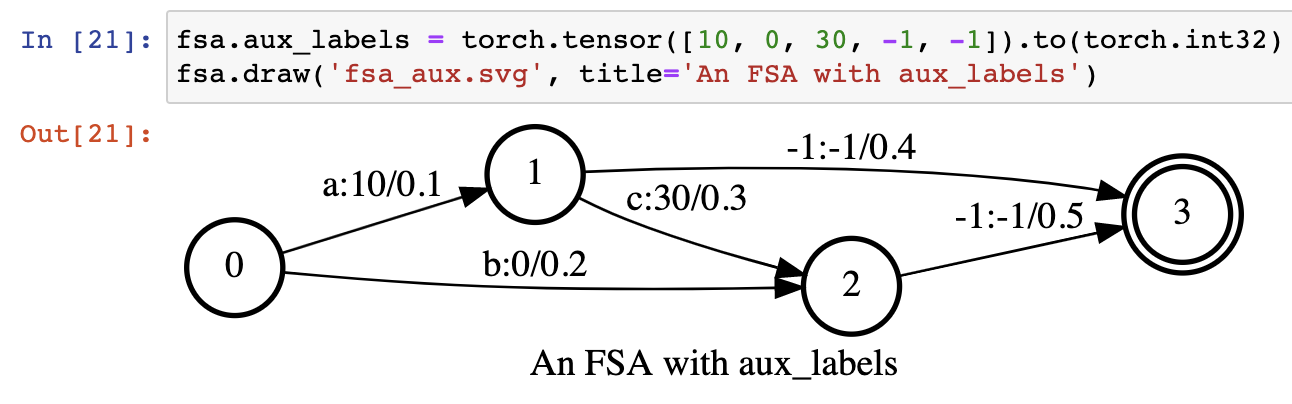 In [21]: fsa.aux_labels = torch.tensor([10, 0, 30, -1, -1]).to(torch.int32)
fsa.draw('fsa_aux.svg', title='An FSA with aux_labels')
Out[21]:
-1:-1/0.4
a:10/0.1
1
c:30/0.3
-1:-1/0.5
3
0
b:0/0.2
2
An FSA with aux_labels